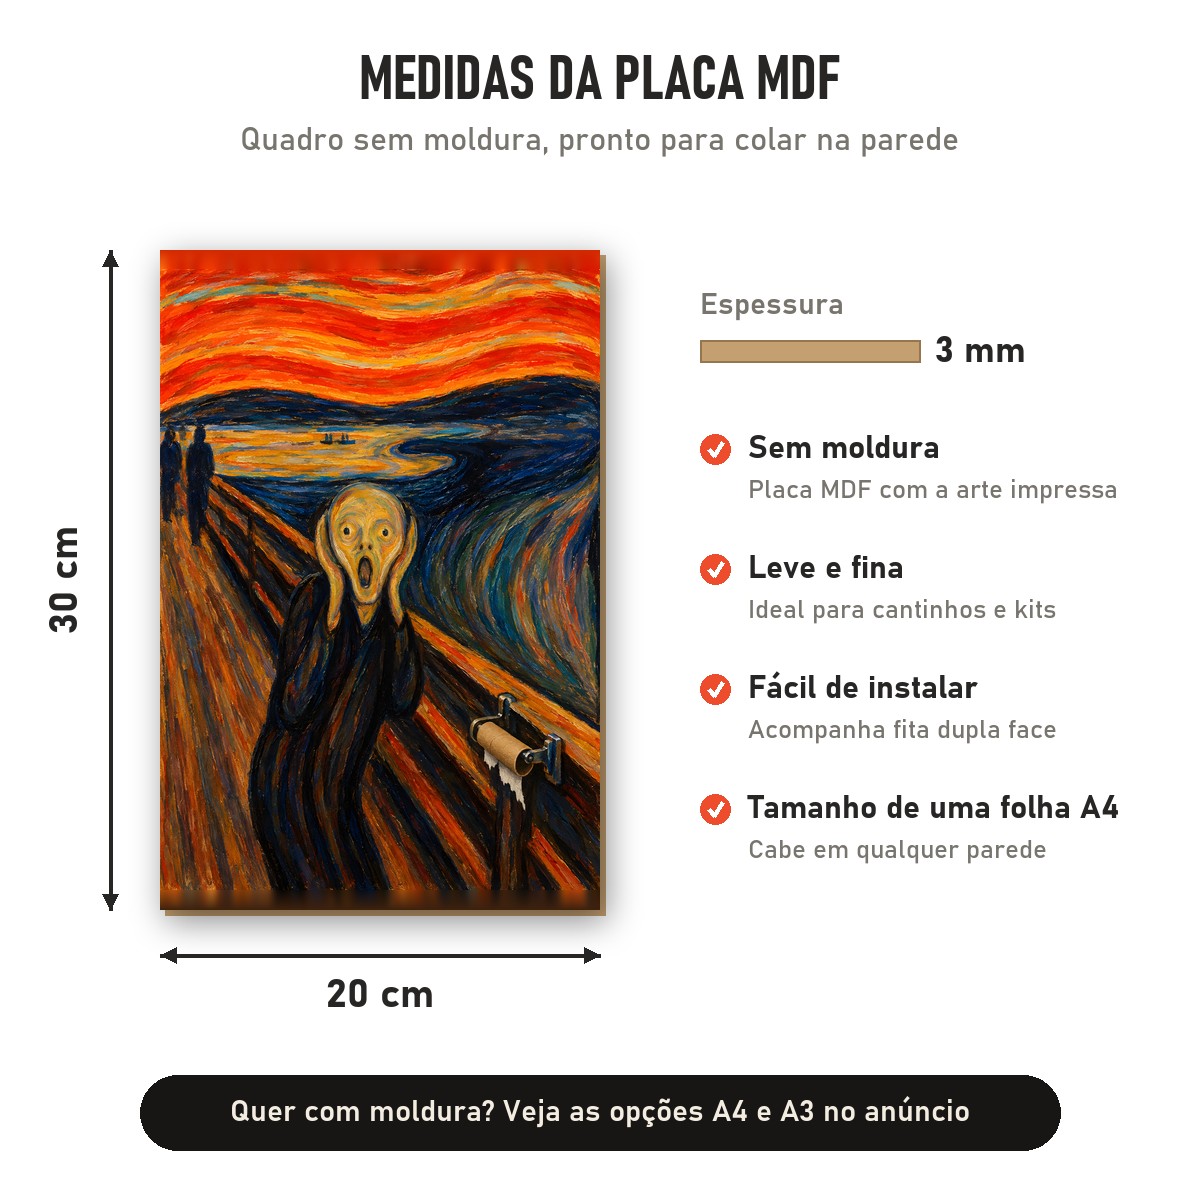 MEDIDAS DA PLACA MDF
Quadro sem moldura, pronto para colar na parede
30 cm
20 cm
Espessura
3 mm
Sem moldura
Placa MDF com a arte impressa
Leve e fina
Ideal para cantinhos e kits
Fácil de instalar
Acompanha fita dupla face
Tamanho de uma folha A4
Cabe em qualquer parede
Quer com moldura? Veja as opções A4 e A3 no anúncio